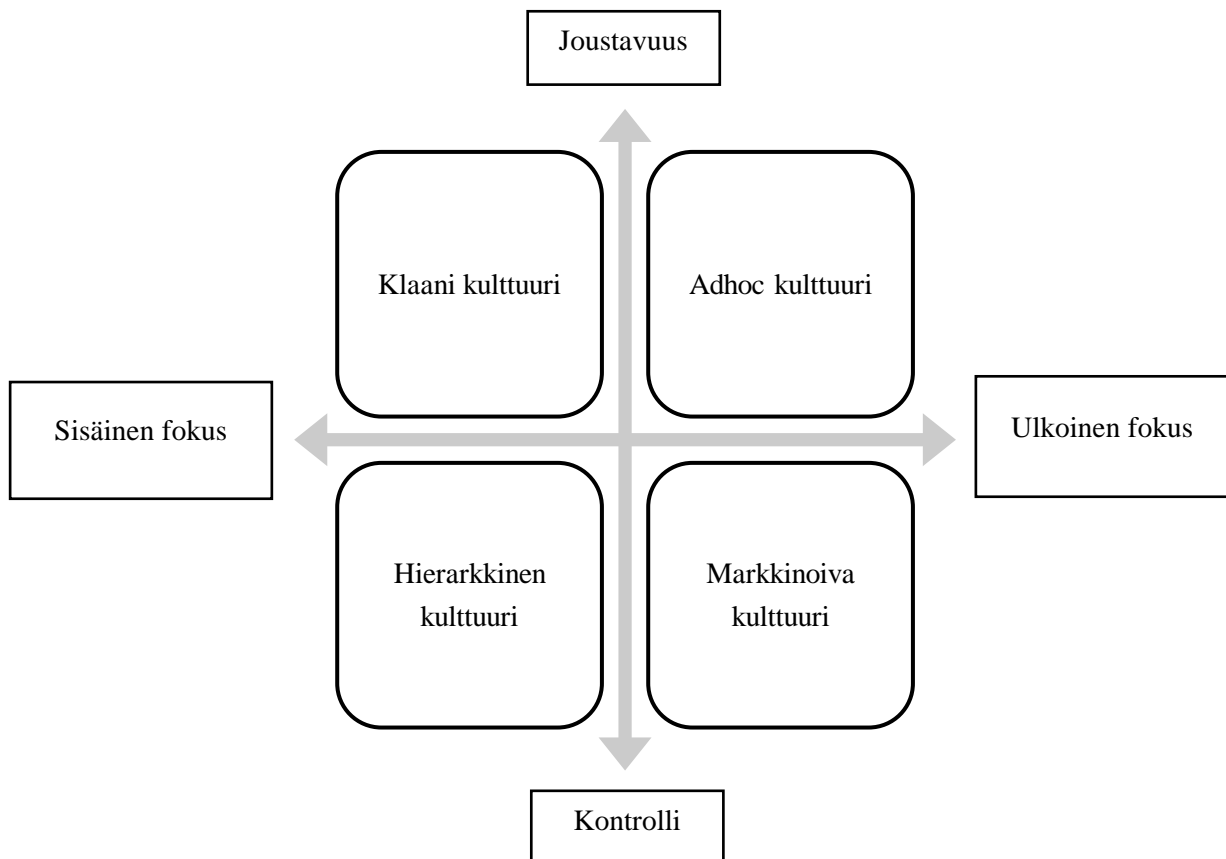 Joustavuus
Klaani kulttuuri
Adhoc kulttuuri
Sisäinen fokus
Ulkoinen fokus
Hierarkkinen
kulttuuri
Markkinoiva
kulttuuri
Kontrolli